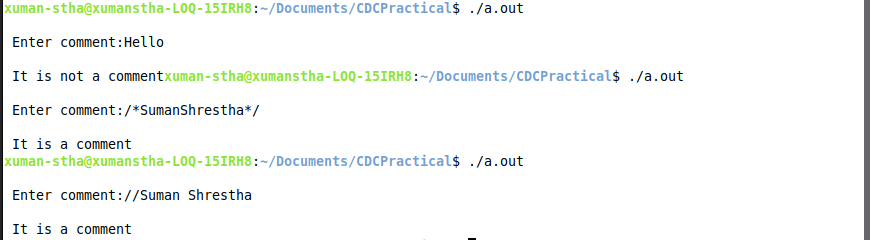 xuman-stha@xumanstha-LOQ-15IRH8:~/Documents/CDCPractical$ ./a.out
Enter comment:Hello
It is not a commentxuman-stha@xumanstha-LOQ-15IRH8:~/Documents/CDCPractical$ ./a.out
Enter comment:/*SumanShrestha*/
It is a comment
xuman-stha@xumanstha-LOQ-15IRH8:~/Documents/CDCPractical$ ./a.out
Enter comment://Suman Shrestha
It is a comment